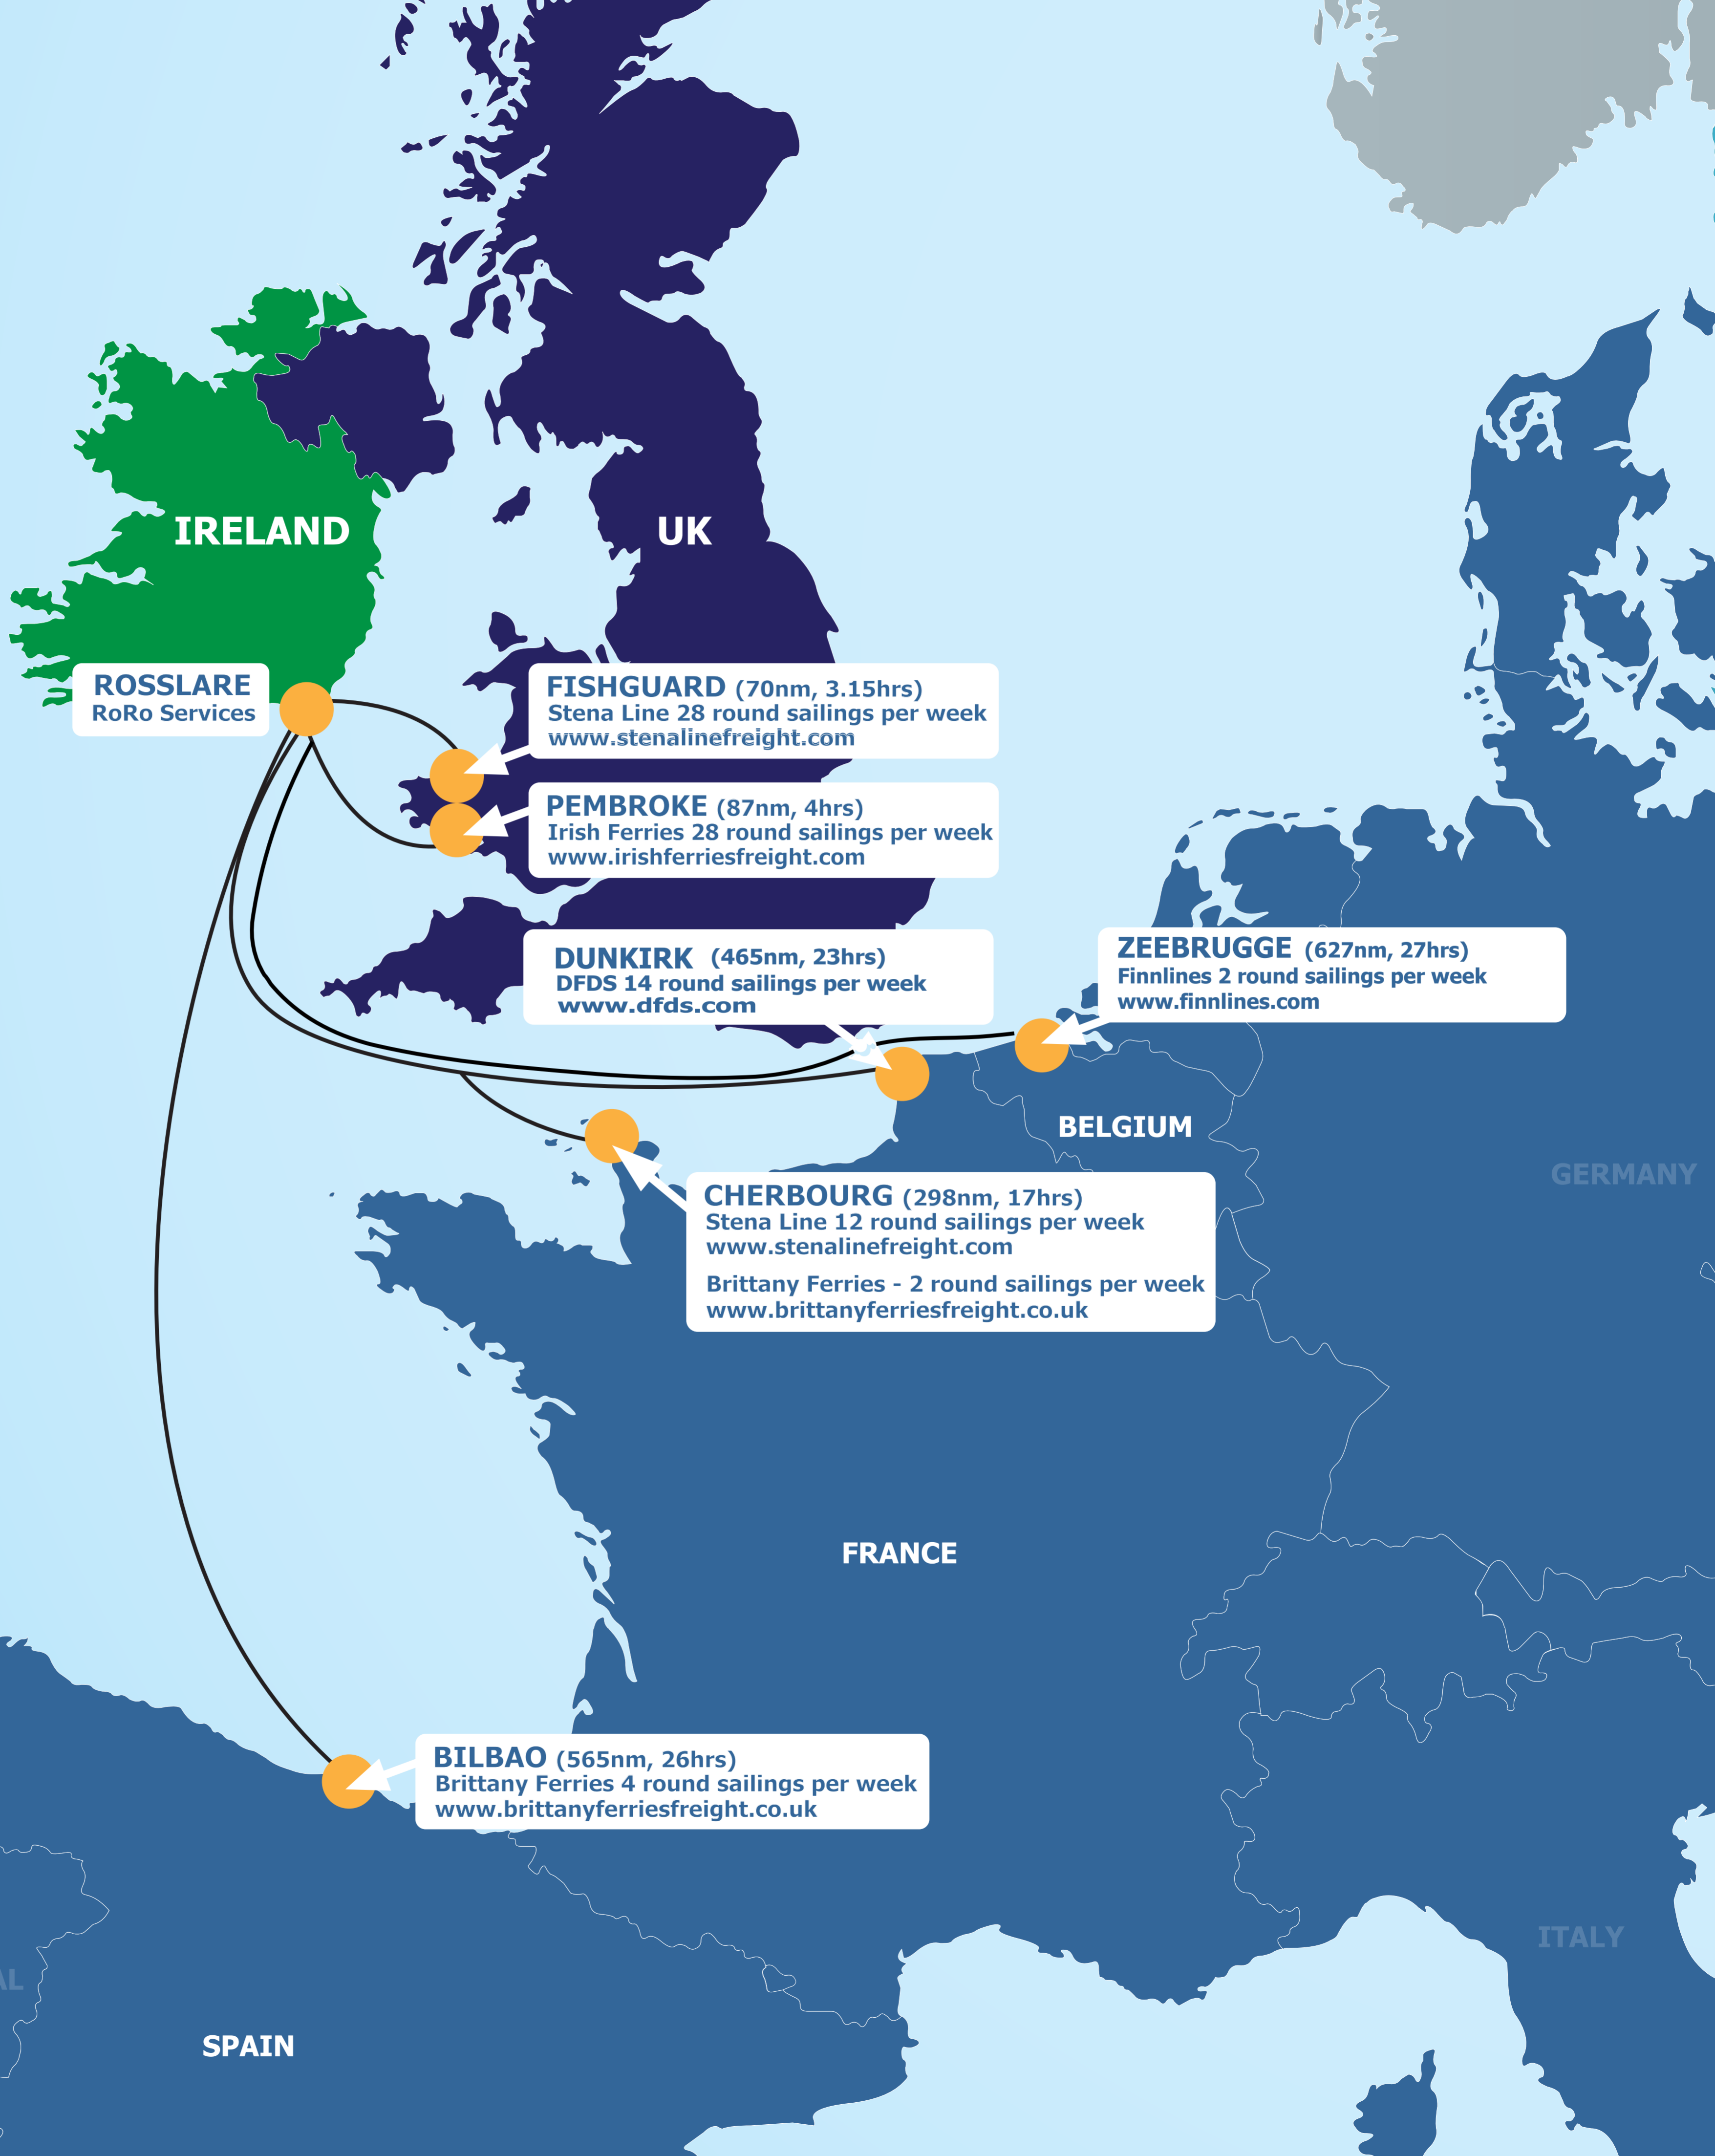 IRELAND
UK
ROSSLARE
RoRo Services
FISHGUARD (70nm, 3.15hrs)
Stena Line 28 round sailings per week
www.stenalinefreight.com
PEMBROKE (87nm, 4hrs)
Irish Ferries 28 round sailings per week
www.irishferriesfreight.com
DUNKIRK (465nm, 23hrs)
DFDS 14 round sailings per week
www.dfds.com
ZEEBRUGGE (627nm, 27hrs)
Finnlines 2 round sailings per week
www.finnlines.com
BELGIUM
GERMANY
CHERBOURG (298nm, 17hrs)
Stena Line 12 round sailings per week
www.stenalinefreight.com
Brittany Ferries - 2 round sailings per week
www.brittanyferriesfreight.co.uk
FRANCE
BILBAO (565nm, 26hrs)
Brittany Ferries 4 round sailings per week
www.brittanyferriesfreight.co.uk
ITALY
AL
SPAIN